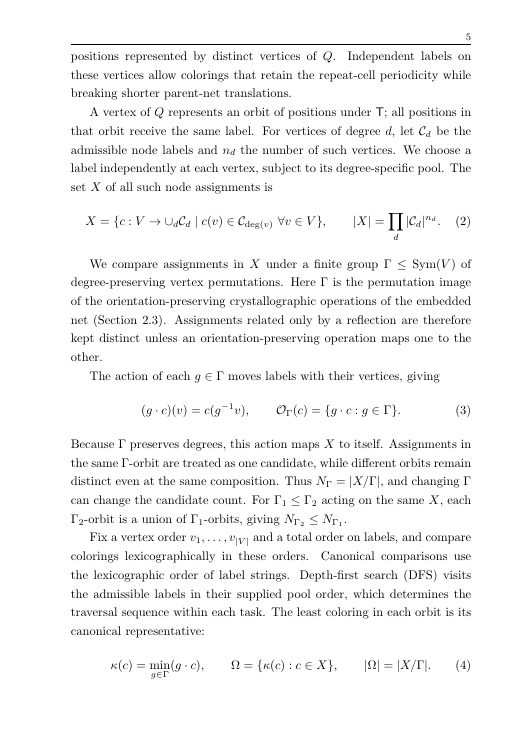 5
positions represented by distinct vertices of Q. Independent labels on
these vertices allow colorings that retain the repeat-cell periodicity while
breaking shorter parent-net translations.
A vertex of Q represents an orbit of positions under T; all positions in
that orbit receive the same label. For vertices of degree d, let 𝒞_d be the
admissible node labels and n_d the number of such vertices. We choose a
label independently at each vertex, subject to its degree-specific pool. The
set X of all such node assignments is
X = {c : V → ∪_d 𝒞_d | c(v) ∈ 𝒞_{deg(v)} ∀v ∈ V}, |X| = ∏_d |𝒞_d|^{n_d}. (2)
We compare assignments in X under a finite group Γ ≤ Sym(V) of
degree-preserving vertex permutations. Here Γ is the permutation image
of the orientation-preserving crystallographic operations of the embedded
net (Section 2.3). Assignments related only by a reflection are therefore
kept distinct unless an orientation-preserving operation maps one to the
other.
The action of each g ∈ Γ moves labels with their vertices, giving
(g · c)(v) = c(g^{−1}v), 𝒪_Γ(c) = {g · c : g ∈ Γ}. (3)
Because Γ preserves degrees, this action maps X to itself. Assignments in
the same Γ-orbit are treated as one candidate, while different orbits remain
distinct even at the same composition. Thus N_Γ = |X/Γ|, and changing Γ
can change the candidate count. For Γ_1 ≤ Γ_2 acting on the same X, each
Γ_2-orbit is a union of Γ_1-orbits, giving N_{Γ_2} ≤ N_{Γ_1}.
Fix a vertex order v_1, . . . , v_{|V|} and a total order on labels, and compare
colorings lexicographically in these orders. Canonical comparisons use
the lexicographic order of label strings. Depth-first search (DFS) visits
the admissible labels in their supplied pool order, which determines the
traversal sequence within each task. The least coloring in each orbit is its
canonical representative:
κ(c) = min_{g∈Γ}(g · c), Ω = {κ(c) : c ∈ X}, |Ω| = |X/Γ|. (4)